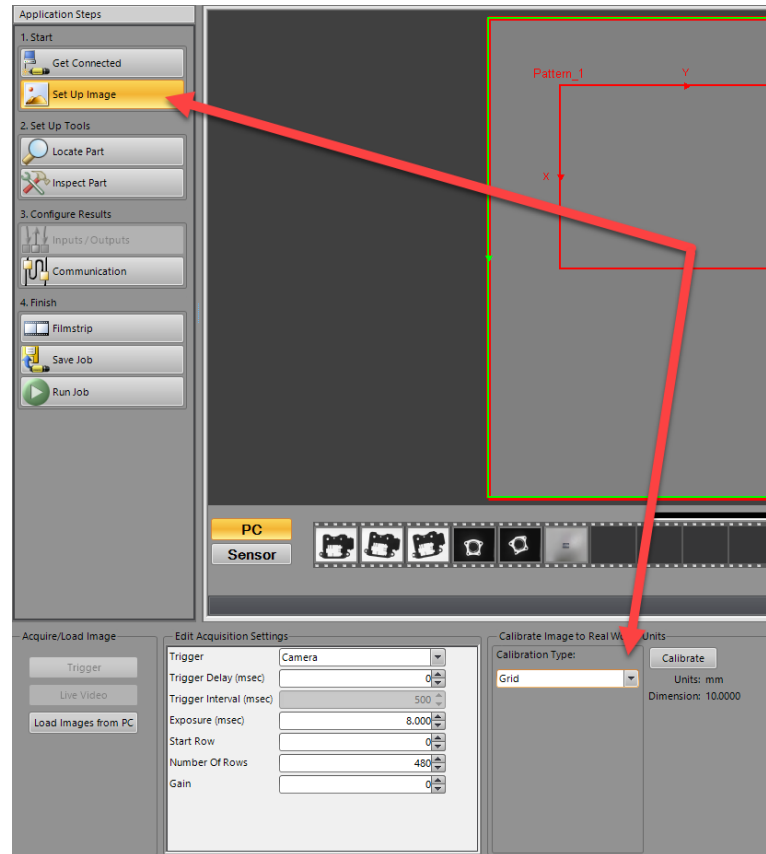 Application Steps
1. Start
Get Connected
Set Up Image
2. Set Up Tools
Locate Part
Inspect Part
3. Configure Results
Inputs / Outputs
Communication
4. Finish
Filmstrip
Save Job
Run Job
Pattern_1
Y
X
PC
Sensor
Acquire/Load Image
Trigger
Live Video
Load Images from PC
Edit Acquisition Settings
Trigger Camera
Trigger Delay (msec) 0
Trigger Interval (msec) 500
Exposure (msec) 8.000
Start Row 0
Number Of Rows 480
Gain 0
Calibrate Image to Real Units
Calibration Type:
Grid
Calibrate
Units: mm
Dimension: 10.0000